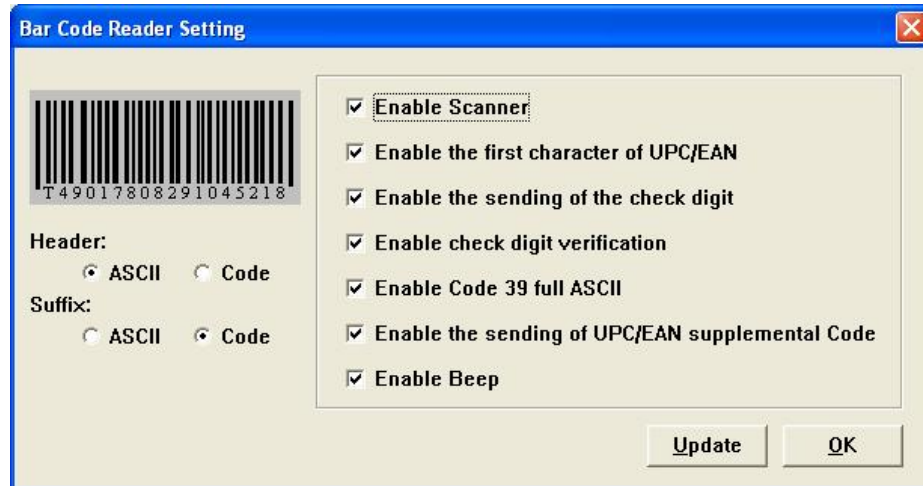 Bar Code Reader Setting
T49017808291045218
Header:
ASCII Code
Suffix:
ASCII Code
Enable Scanner
Enable the first character of UPC/EAN
Enable the sending of the check digit
Enable check digit verification
Enable Code 39 full ASCII
Enable the sending of UPC/EAN supplemental Code
Enable Beep
Update OK